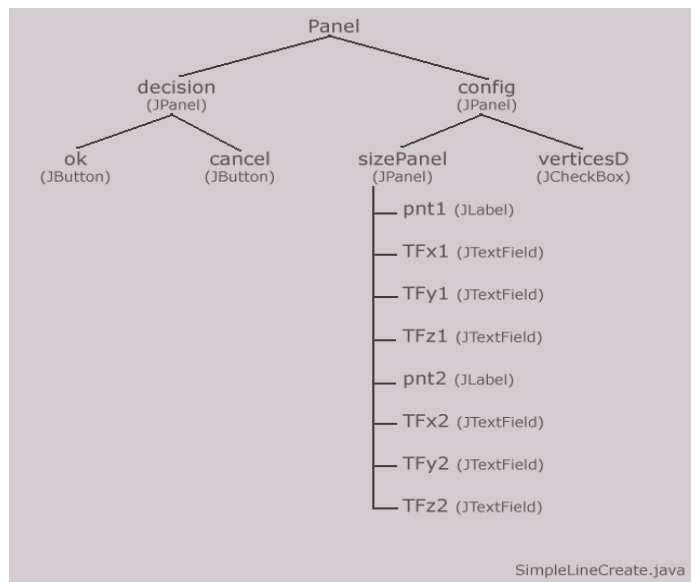 Panel
decision
(JPanel)
config
(JPanel)
ok
(JButton)
cancel
(JButton)
sizePanel
(JPanel)
verticesD
(JCheckBox)
pnt1 (JLabel)
TFx1 (JTextField)
TFy1 (JTextField)
TFz1 (JTextField)
pnt2 (JLabel)
TFx2 (JTextField)
TFy2 (JTextField)
TFz2 (JTextField)
SimpleLineCreate.java